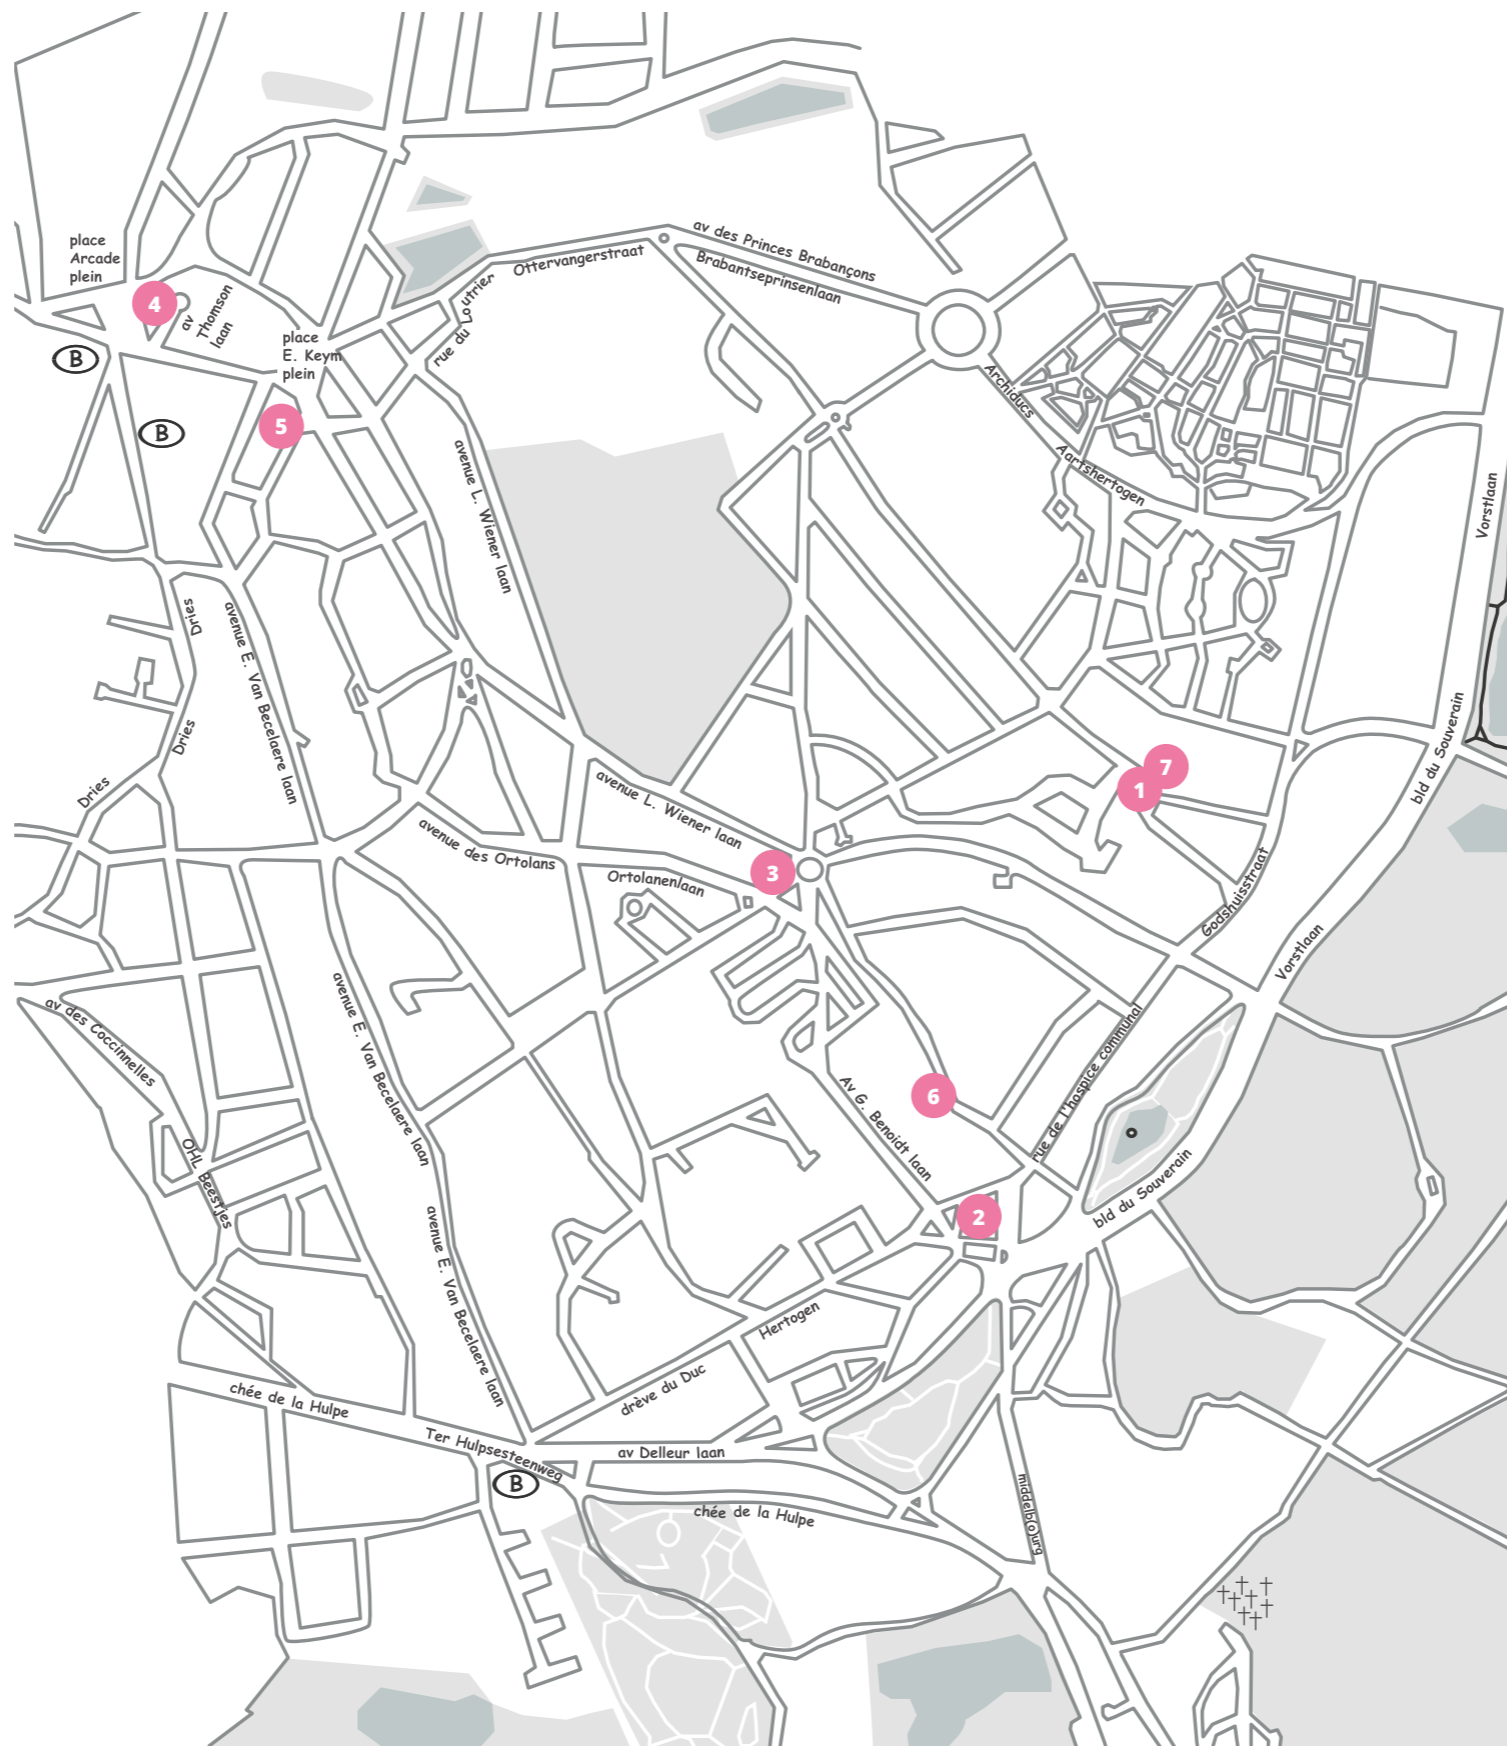 av des Princes Brabançons
Brabantseprinsenlaan
Ottervangerstraat
place
Arcade
plein
4
av
Thomson
laan
rue du Loutrier
place
E. Keym
plein
B
B
5
Archiducs
Aartshertogen
avenue L. Wiener laan
Vorstlaan
Dries
avenue E. Van Becelaere laan
Dries
Dries
bld du Souverain
7
1
avenue L. Wiener laan
avenue des Ortolans
3
Ortolanenlaan
Godshuisstraat
Vorstlaan
avenue E. Van Becelaere laan
av des Coccinnelles
rue de l'hospice communal
Av G. Benoidt laan
6
OHL Beestjes
bld du Souverain
2
avenue E. Van Becelaere laan
Hertogen
drève du Duc
chée de la Hulpe
Ter Hulpsesteenweg
av Delleur laan
B
chée de la Hulpe
middelb(o)urg